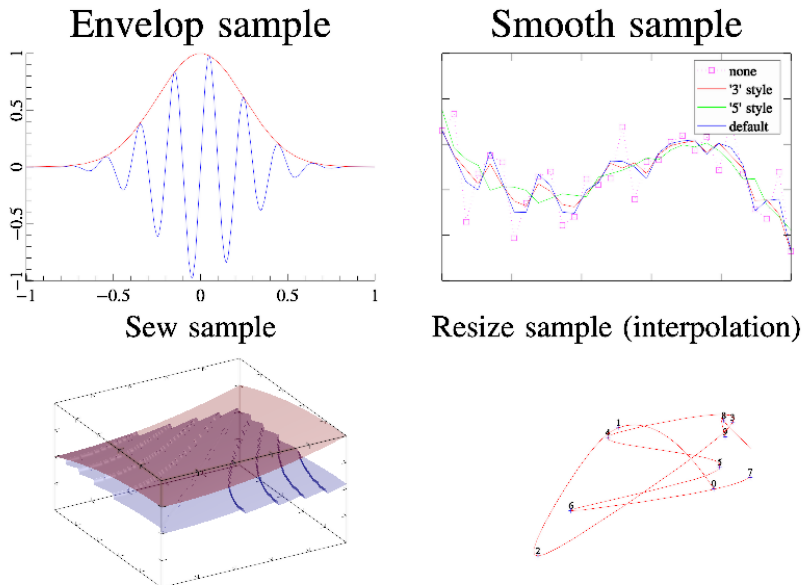 Envelop sample
Smooth sample
1
0.5
0
−0.5
−1
−1
−0.5
0
0.5
1
none
'3' style
'5' style
default
Sew sample
Resize sample (interpolation)
1
4
8
3
9
5
7
0
6
2